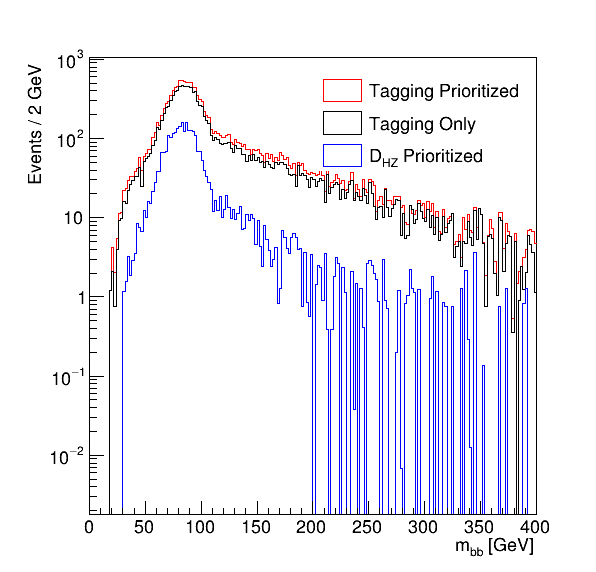 Events / 2 GeV
10³
10²
10
1
10⁻¹
10⁻²
Tagging Prioritized
Tagging Only
D_HZ Prioritized
0 50 100 150 200 250 300 350 400
m_bb [GeV]